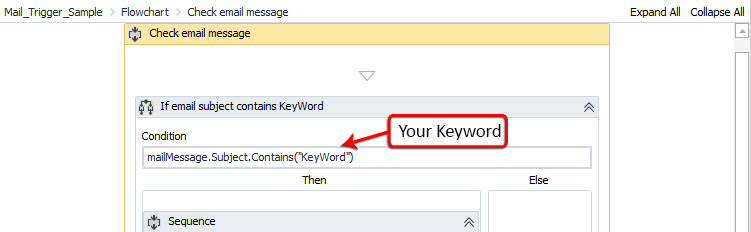 Mail_Trigger_Sample > Flowchart > Check email message Expand All Collapse All
Check email message
If email subject contains KeyWord
Condition
Your Keyword
mailMessage.Subject.Contains("KeyWord")
Then Else
Sequence